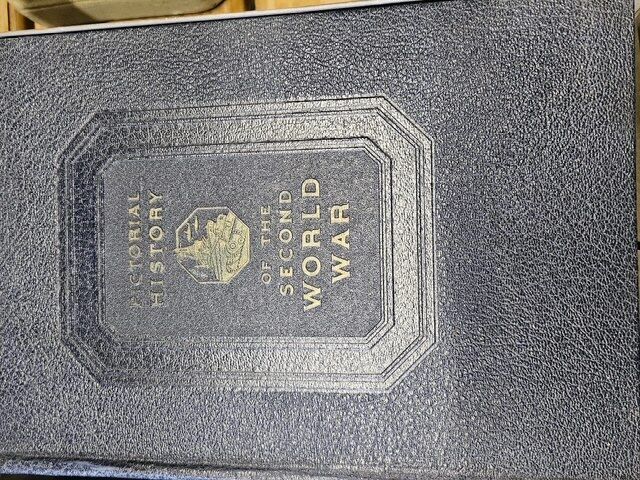 PICTORIAL
HISTORY
OF THE
SECOND
WORLD
WAR